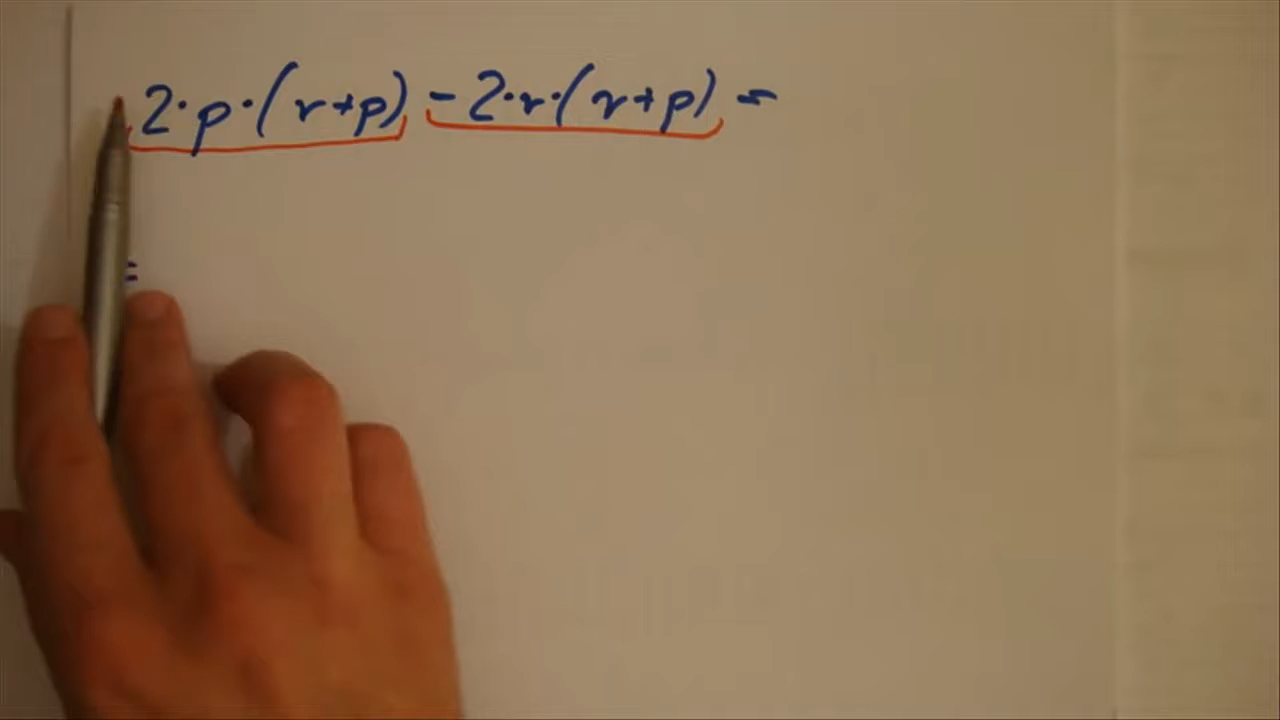 2·p·(r+p) -2·r·(r+p) =
=